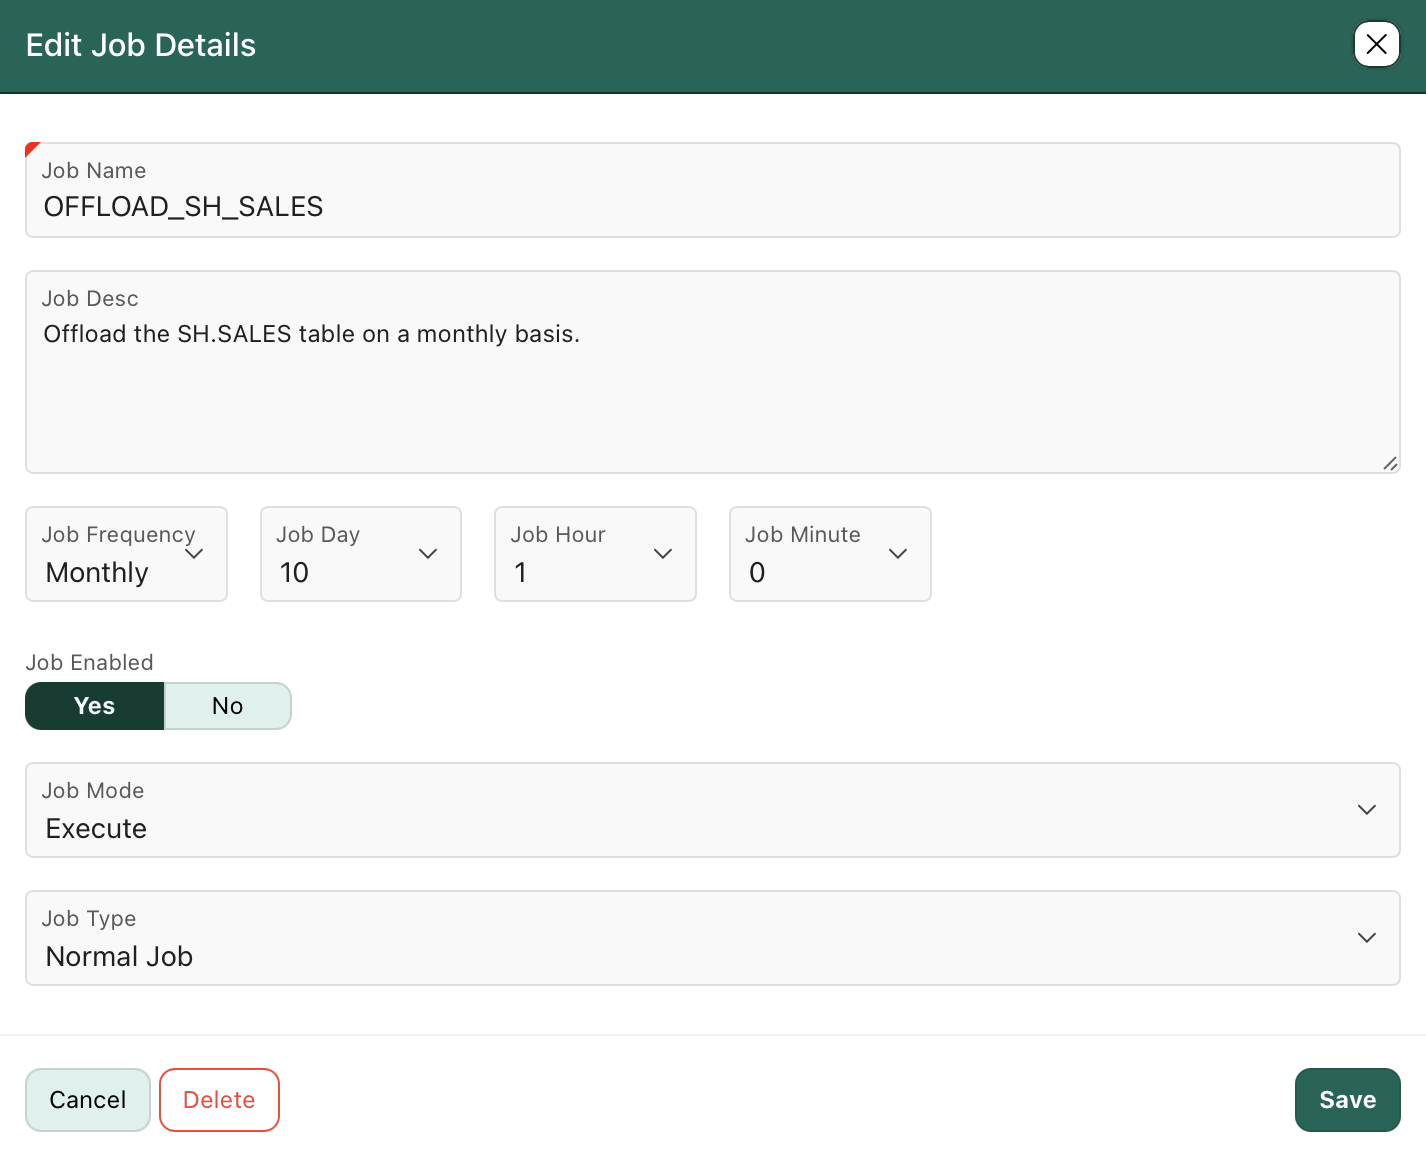 Edit Job Details
Job Name
OFFLOAD_SH_SALES
Job Desc
Offload the SH.SALES table on a monthly basis.
Job Frequency Job Day Job Hour Job Minute
Monthly 10 1 0
Job Enabled
Yes No
Job Mode
Execute
Job Type
Normal Job
Cancel Delete Save